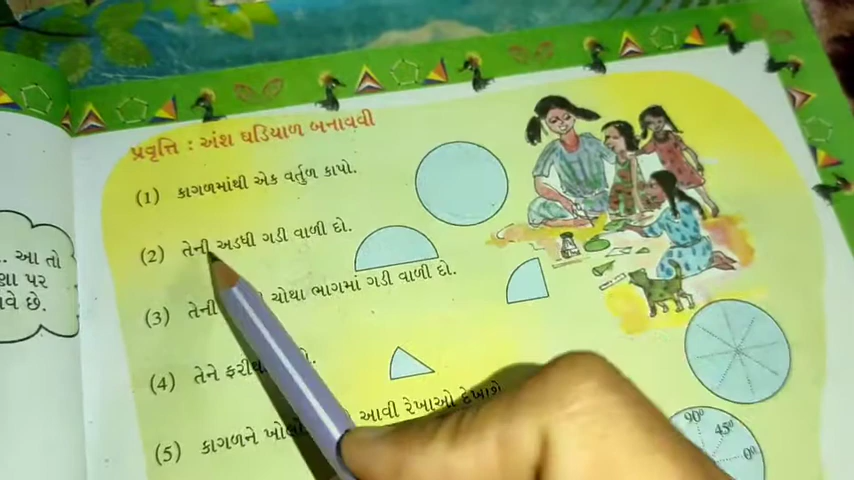 પ્રવૃત્તિ : અંશ ઘડિયાળ બનાવવી
(1) કાગળમાંથી એક વર્તુળ કાપો.
(2) તેની અડધી ગડી વાળી દો.
(3) તેની ચોથા ભાગમાં ગડી વાળી દો.
(4) તેને ફરીથી
(5) કાગળને ખોલો
આવી રેખાઓ દેખાશે
... આ તો
પર
છે.
90°
45°
0°